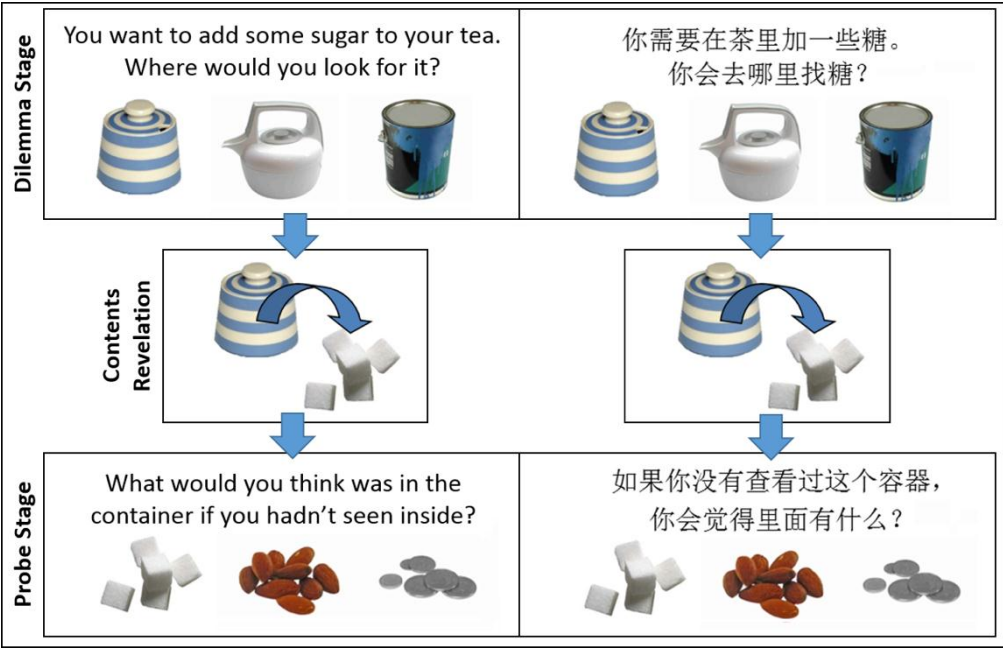 Dilemma Stage
You want to add some sugar to your tea.
Where would you look for it?
你需要在茶里加一些糖。
你会去哪里找糖？
Contents
Revelation
Probe Stage
What would you think was in the
container if you hadn't seen inside?
如果你没有查看过这个容器，
你会觉得里面有什么？